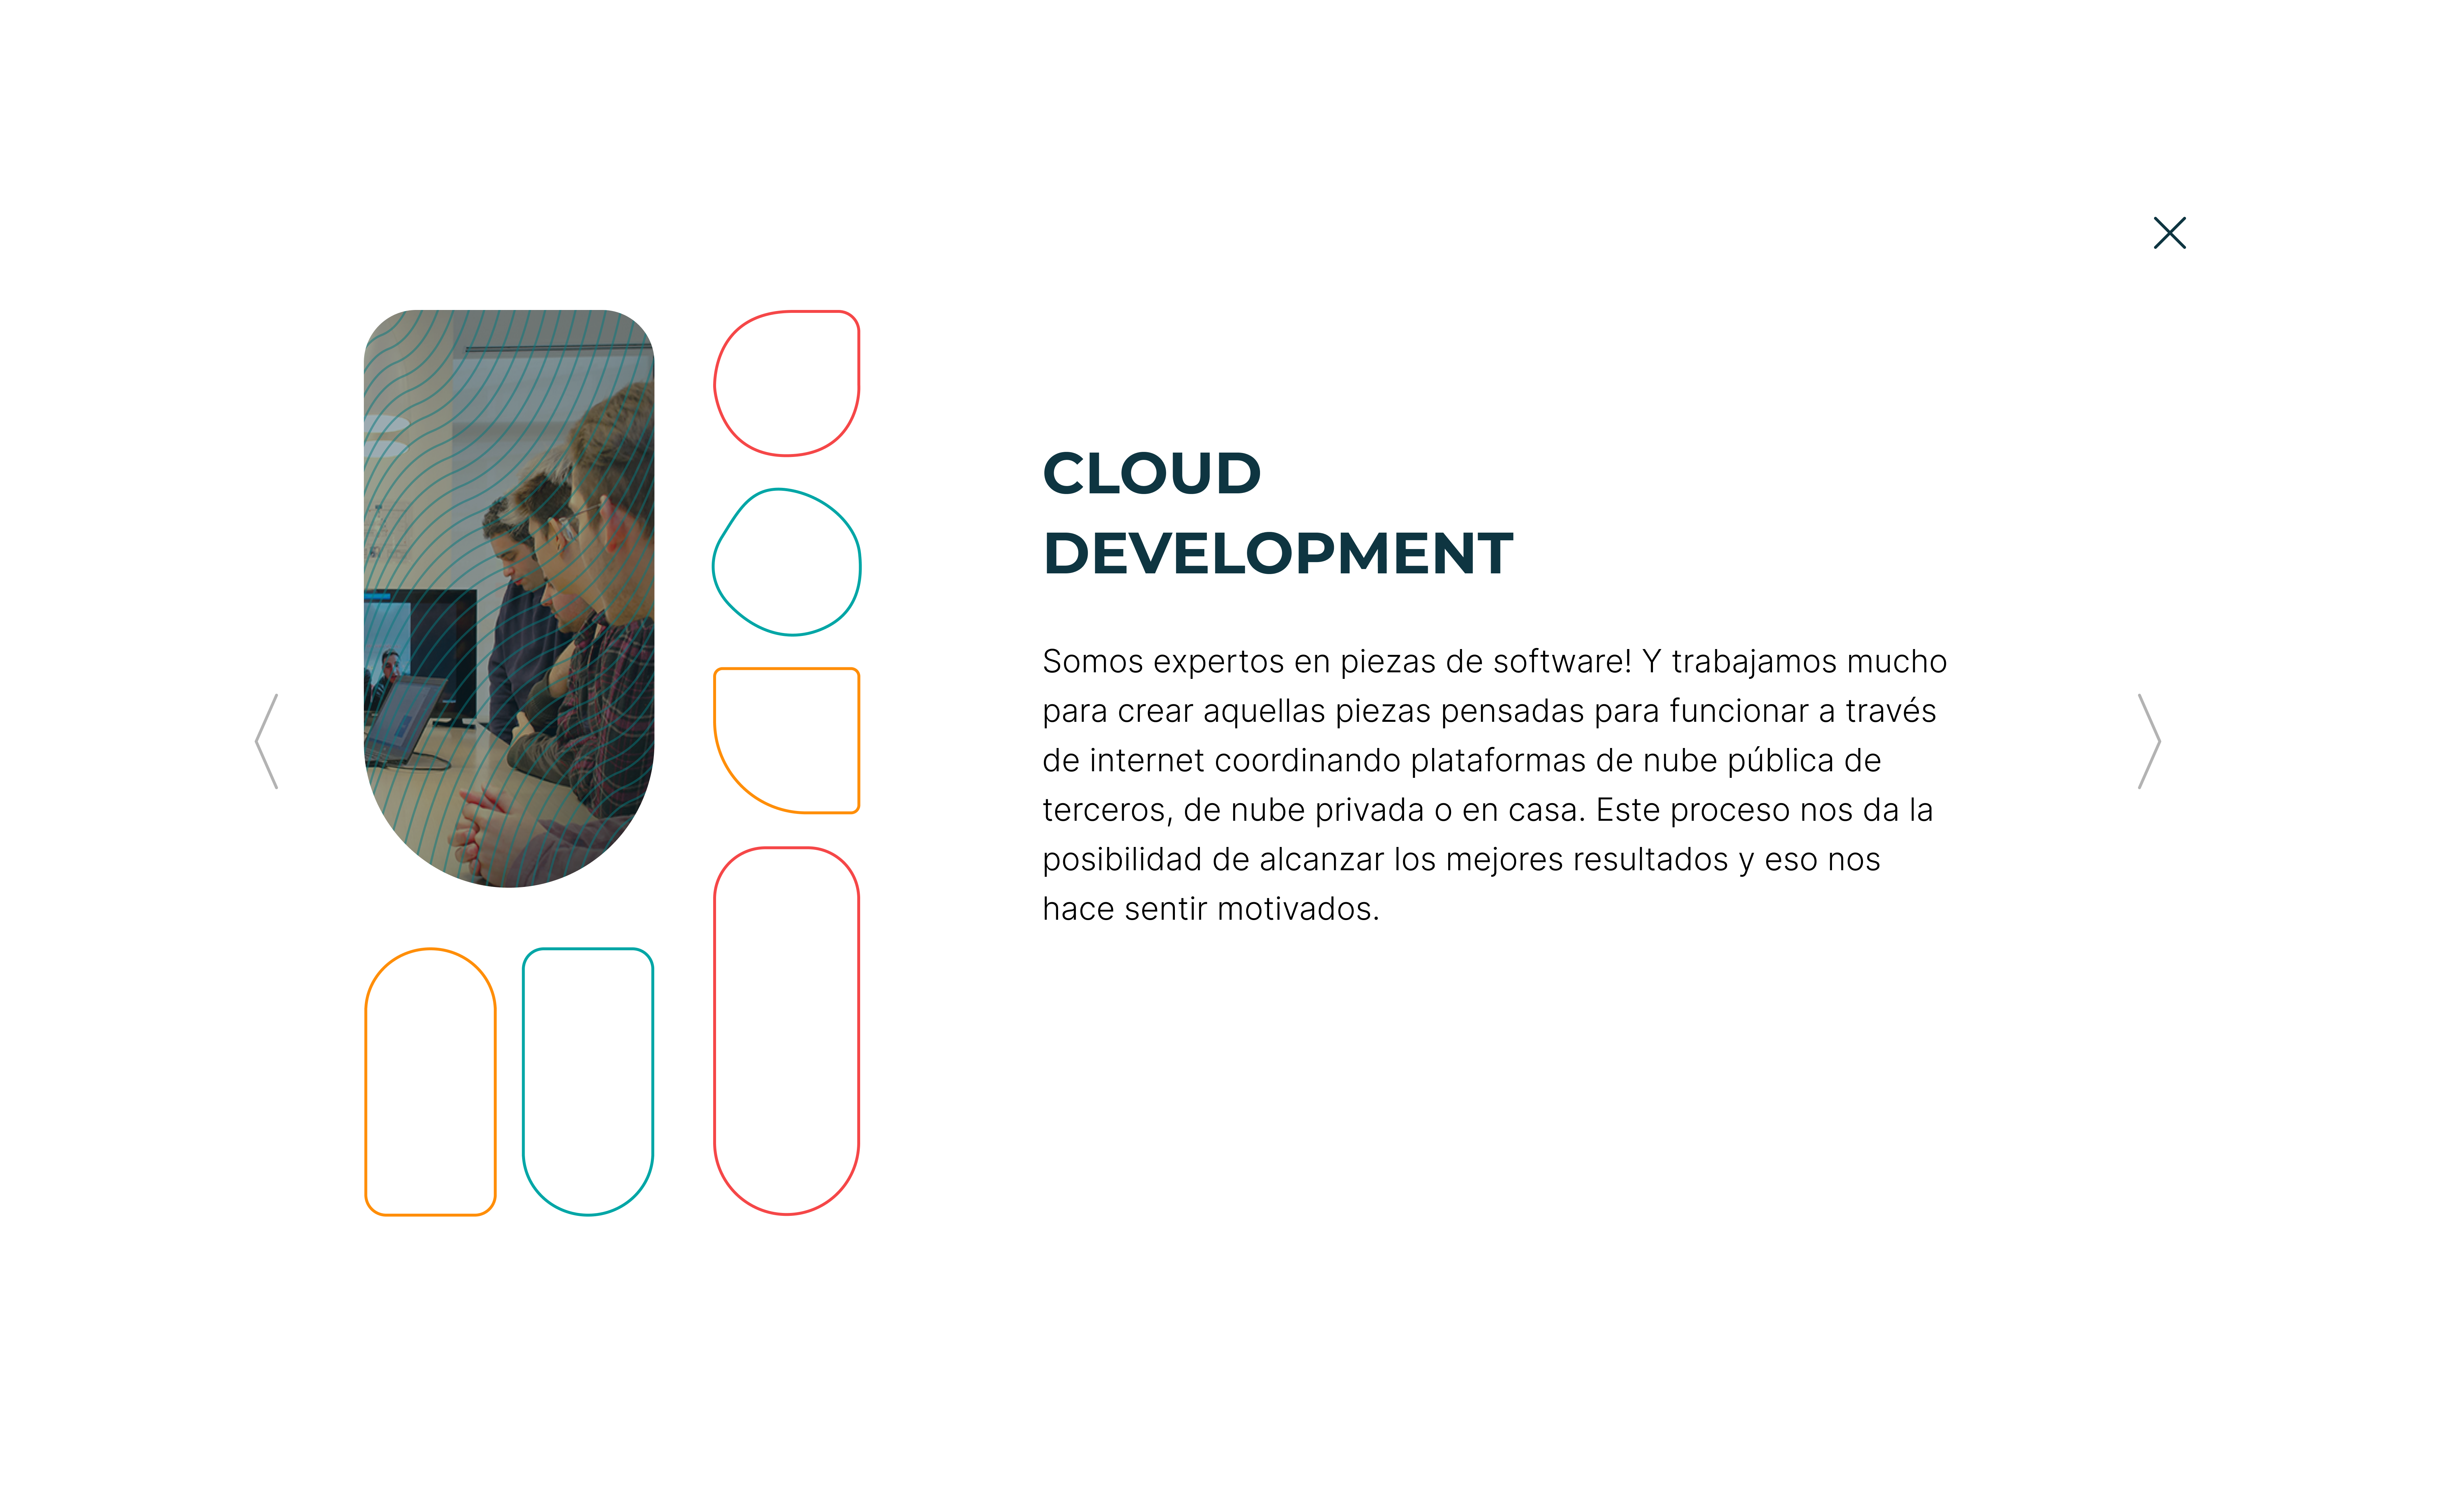 CLOUD
DEVELOPMENT
Somos expertos en piezas de software! Y trabajamos mucho
para crear aquellas piezas pensadas para funcionar a través
de internet coordinando plataformas de nube pública de
terceros, de nube privada o en casa. Este proceso nos da la
posibilidad de alcanzar los mejores resultados y eso nos
hace sentir motivados.